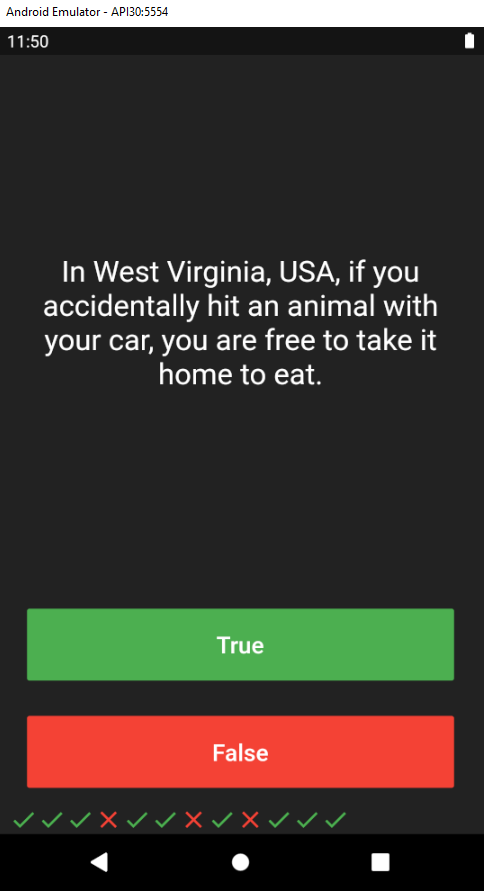 Android Emulator - API30:5554
11:50
In West Virginia, USA, if you
accidentally hit an animal with
your car, you are free to take it
home to eat.
True
False